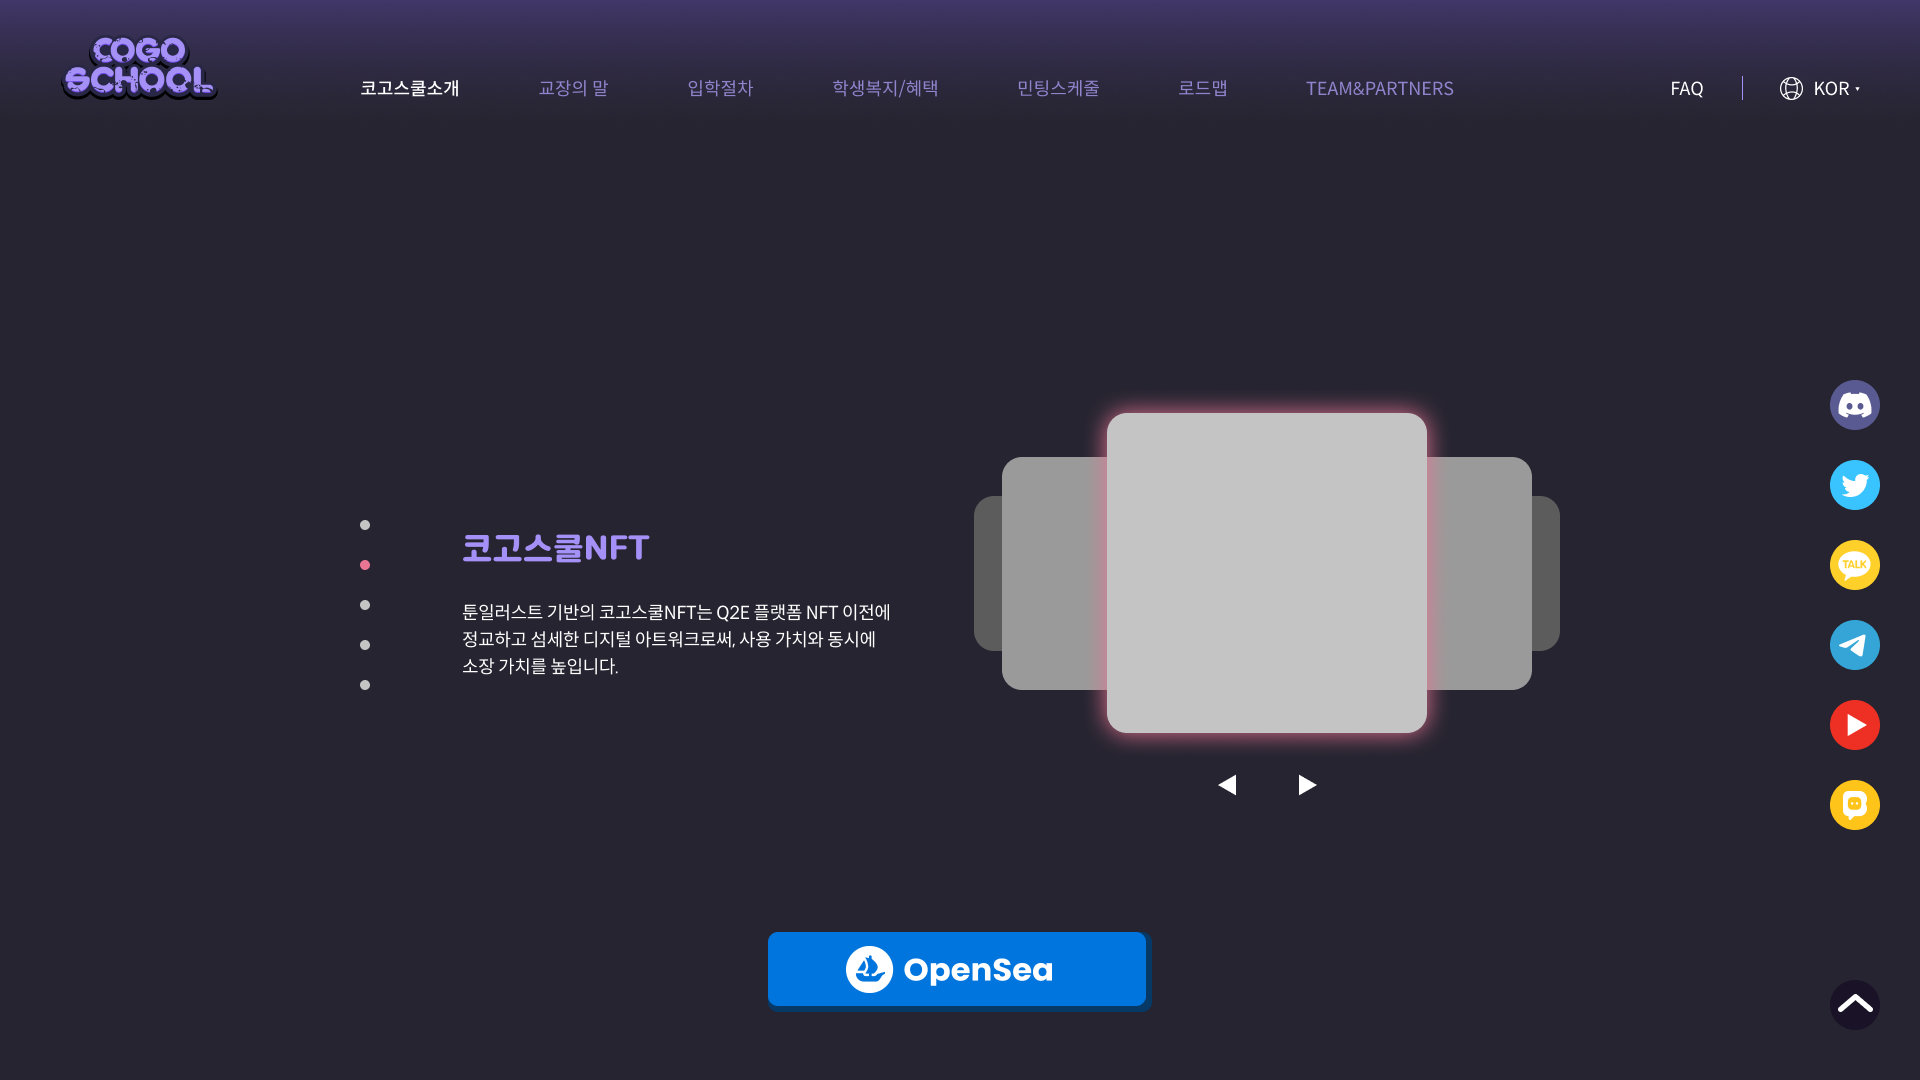 COGO
SCHOOL
코고스쿨소개
교장의 말
입학절차
학생복지/혜택
민팅스케줄
로드맵
TEAM&PARTNERS
FAQ
KOR
코고스쿨NFT
툰일러스트 기반의 코고스쿨NFT는 Q2E 플랫폼 NFT 이전에
정교하고 섬세한 디지털 아트워크로써, 사용 가치와 동시에
소장 가치를 높입니다.
TALK
OpenSea